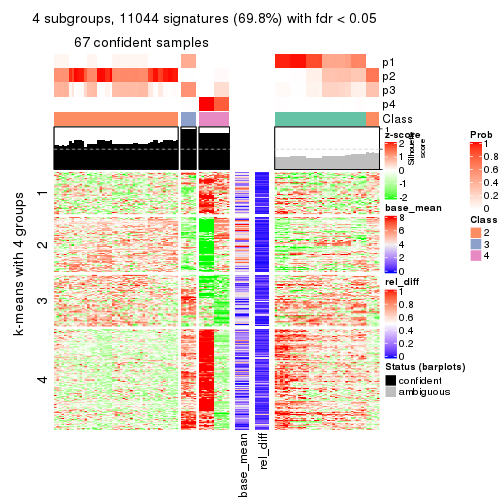 4 subgroups, 11044 signatures (69.8%) with fdr < 0.05
67 confident samples
p1
p2
p3
p4
Class
1
0
Silhouette
score
k-means with 4 groups
1
2
3
4
base_mean
rel_diff
z-score
2
1
0
-1
-2
base_mean
8
6
4
2
0
rel_diff
1
0.8
0.6
0.4
0.2
0
Status (barplots)
confident
ambiguous
Prob
1
0.8
0.6
0.4
0.2
0
Class
2
3
4